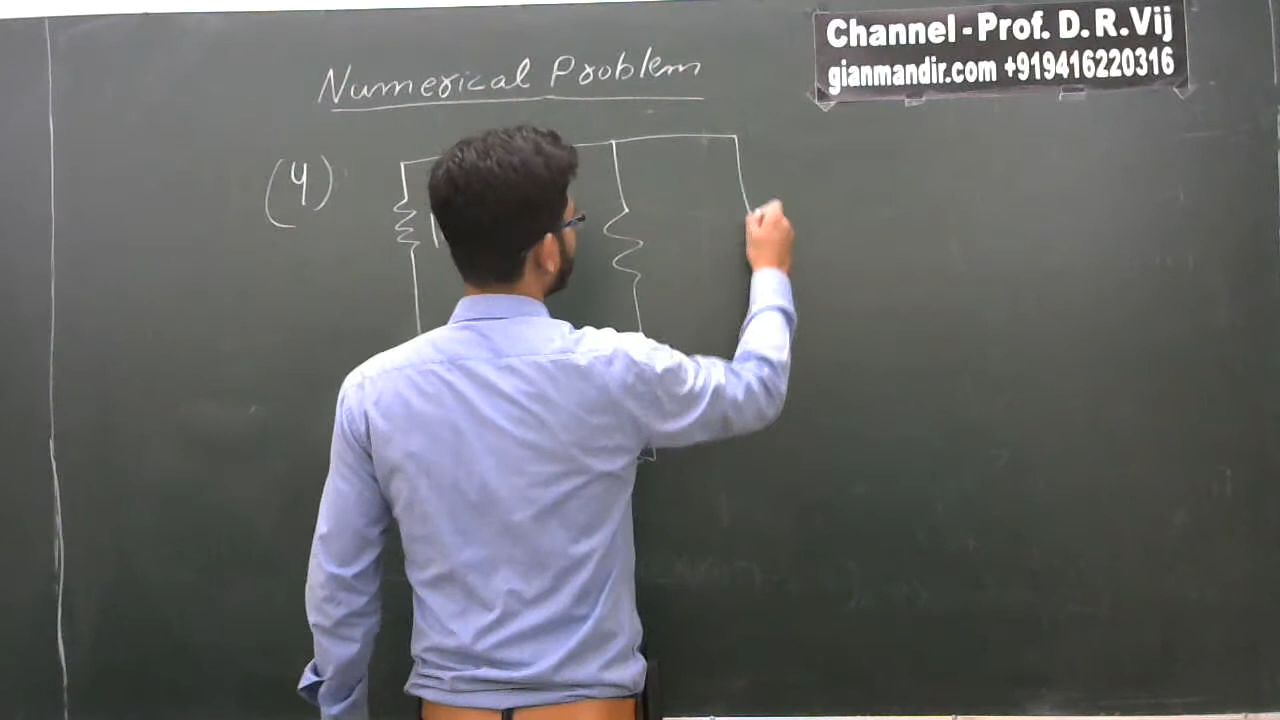 Channel - Prof. D. R. Vij
gianmandir.com +919416220316
Numerical Problem
(4)